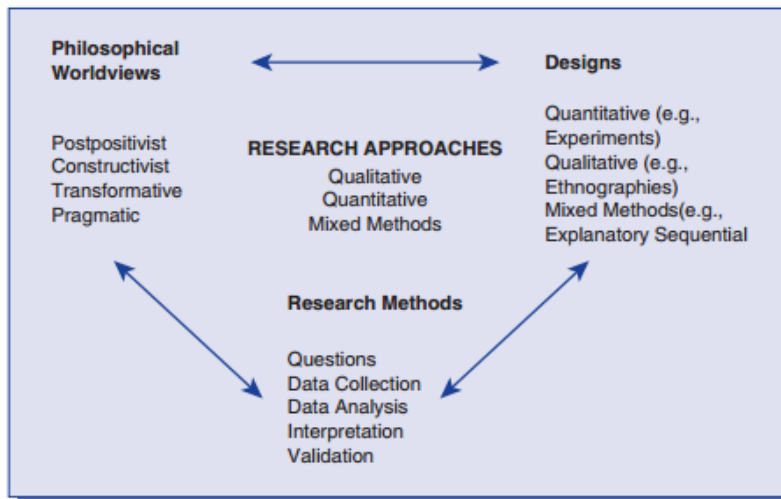 Philosophical
Worldviews
Postpositivist
Constructivist
Transformative
Pragmatic
RESEARCH APPROACHES
Qualitative
Quantitative
Mixed Methods
Designs
Quantitative (e.g.,
Experiments)
Qualitative (e.g.,
Ethnographies)
Mixed Methods(e.g.,
Explanatory Sequential
Research Methods
Questions
Data Collection
Data Analysis
Interpretation
Validation